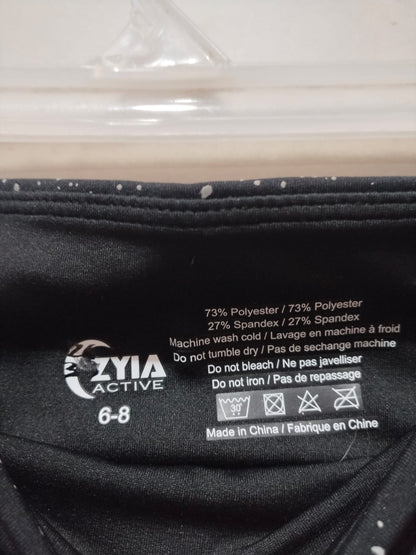 73% Polyester / 73% Polyester
27% Spandex / 27% Spandex
Machine wash cold / Lavage en machine à froid
Do not tumble dry / Pas de sechange machine
Do not bleach / Ne pas javelliser
Do not iron / Pas de repassage
30°
Made in China / Fabrique en Chine
ZYIA
ACTIVE
6-8